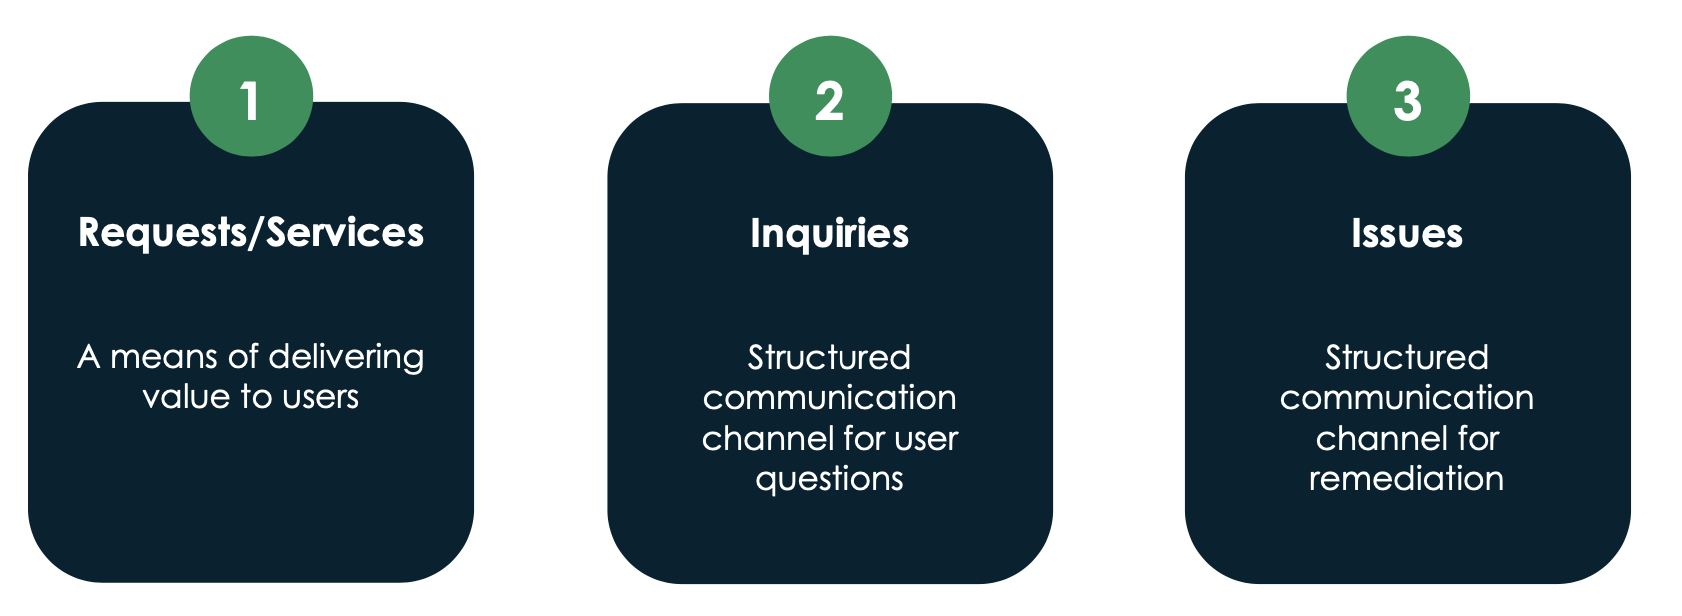 1
Requests/Services
A means of delivering
value to users
2
Inquiries
Structured
communication
channel for user
questions
3
Issues
Structured
communication
channel for
remediation